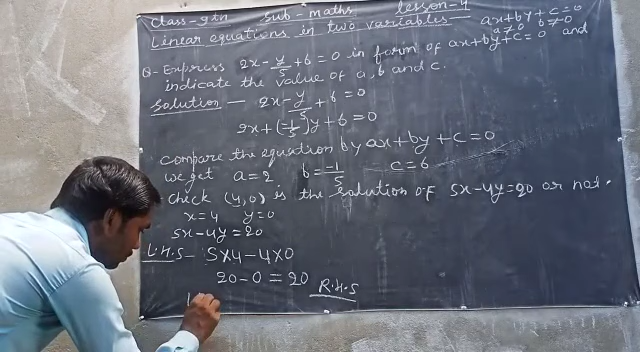 Class-9th Sub-maths Lesson-4
Linear equations in two variables ax+by+c=0
a≠0 b≠0
Q- Express 2x-y/5+6=0 in form of ax+by+c=0 and
indicate the value of a, b and c.
Solution - 2x-y/5+6=0
2x+(-1/5)y+6=0
compare the equation by ax+by+c=0
we get a=2, b=-1/5 c=6
check (4,0) is the solution of 5x-4y=20 or not.
x=4 y=0
5x-4y=20
L.H.S- 5x4-4x0
20-0=20 R.H.S